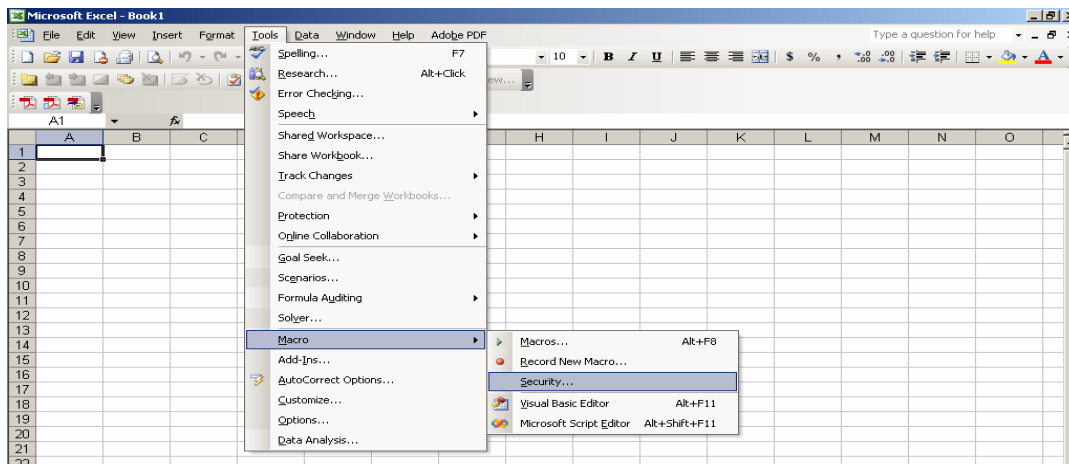 Microsoft Excel - Book1
File Edit View Insert Format Tools Data Window Help Adobe PDF
Type a question for help
10 B I U $ % ,
A1 fx
A B C H I J K L M N O
1
2
3
4
5
6
7
8
9
10
11
12
13
14
15
16
17
18
19
20
21
22
Spelling... F7
Research... Alt+Click
Error Checking...
Speech
Shared Workspace...
Share Workbook...
Track Changes
Compare and Merge Workbooks...
Protection
Online Collaboration
Goal Seek...
Scenarios...
Formula Auditing
Solver...
Macro
Add-Ins...
AutoCorrect Options...
Customize...
Options...
Data Analysis...
Macros... Alt+F8
Record New Macro...
Security...
Visual Basic Editor Alt+F11
Microsoft Script Editor Alt+Shift+F11